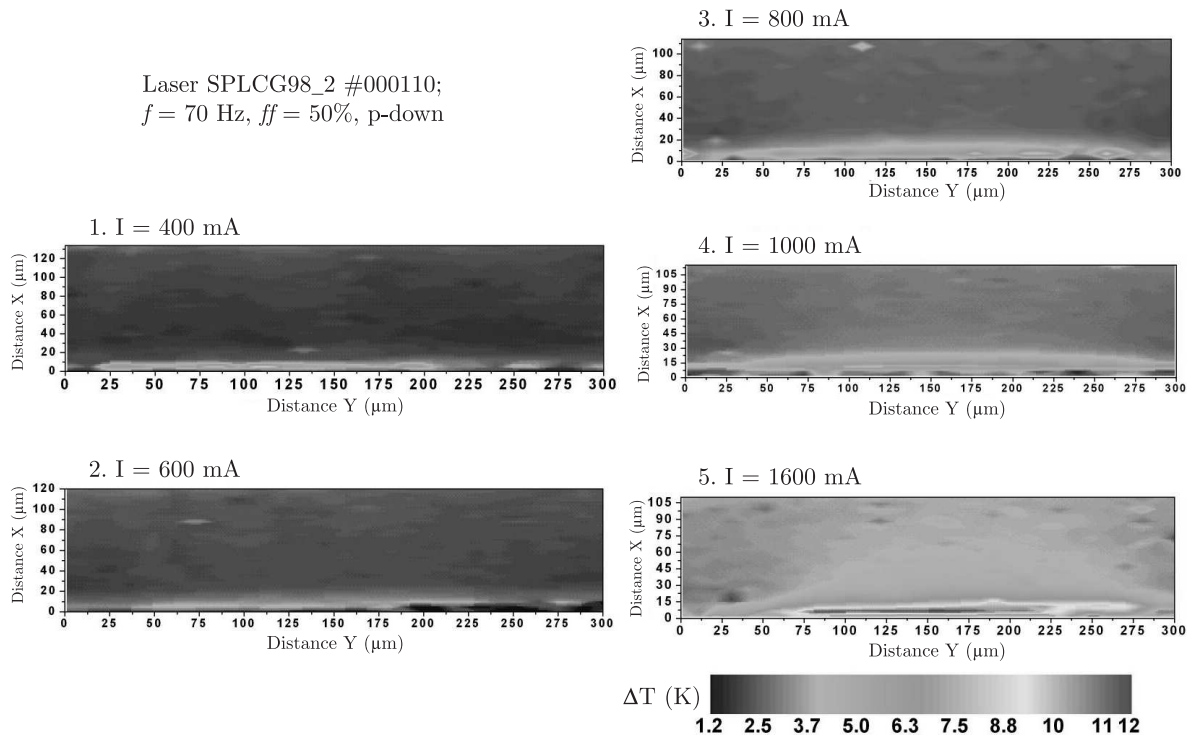 Laser SPLCG98_2 #000110;
f = 70 Hz, ff = 50%, p-down
1. I = 400 mA
Distance X (µm)
120
100
80
60
40
20
0
0 25 50 75 100 125 150 175 200 225 250 275 300
Distance Y (µm)
2. I = 600 mA
Distance X (µm)
120
100
80
60
40
20
0
0 25 50 75 100 125 150 175 200 225 250 275 300
Distance Y (µm)
3. I = 800 mA
Distance X (µm)
100
80
60
40
20
0
0 25 50 75 100 125 150 175 200 225 250 275 300
Distance Y (µm)
4. I = 1000 mA
Distance X (µm)
105
90
75
60
45
30
15
0
0 25 50 75 100 125 150 175 200 225 250 275 300
Distance Y (µm)
5. I = 1600 mA
Distance X (µm)
105
90
75
60
45
30
15
0
0 25 50 75 100 125 150 175 200 225 250 275 300
Distance Y (µm)
ΔT (K)
1.2 2.5 3.7 5.0 6.3 7.5 8.8 10 11 12